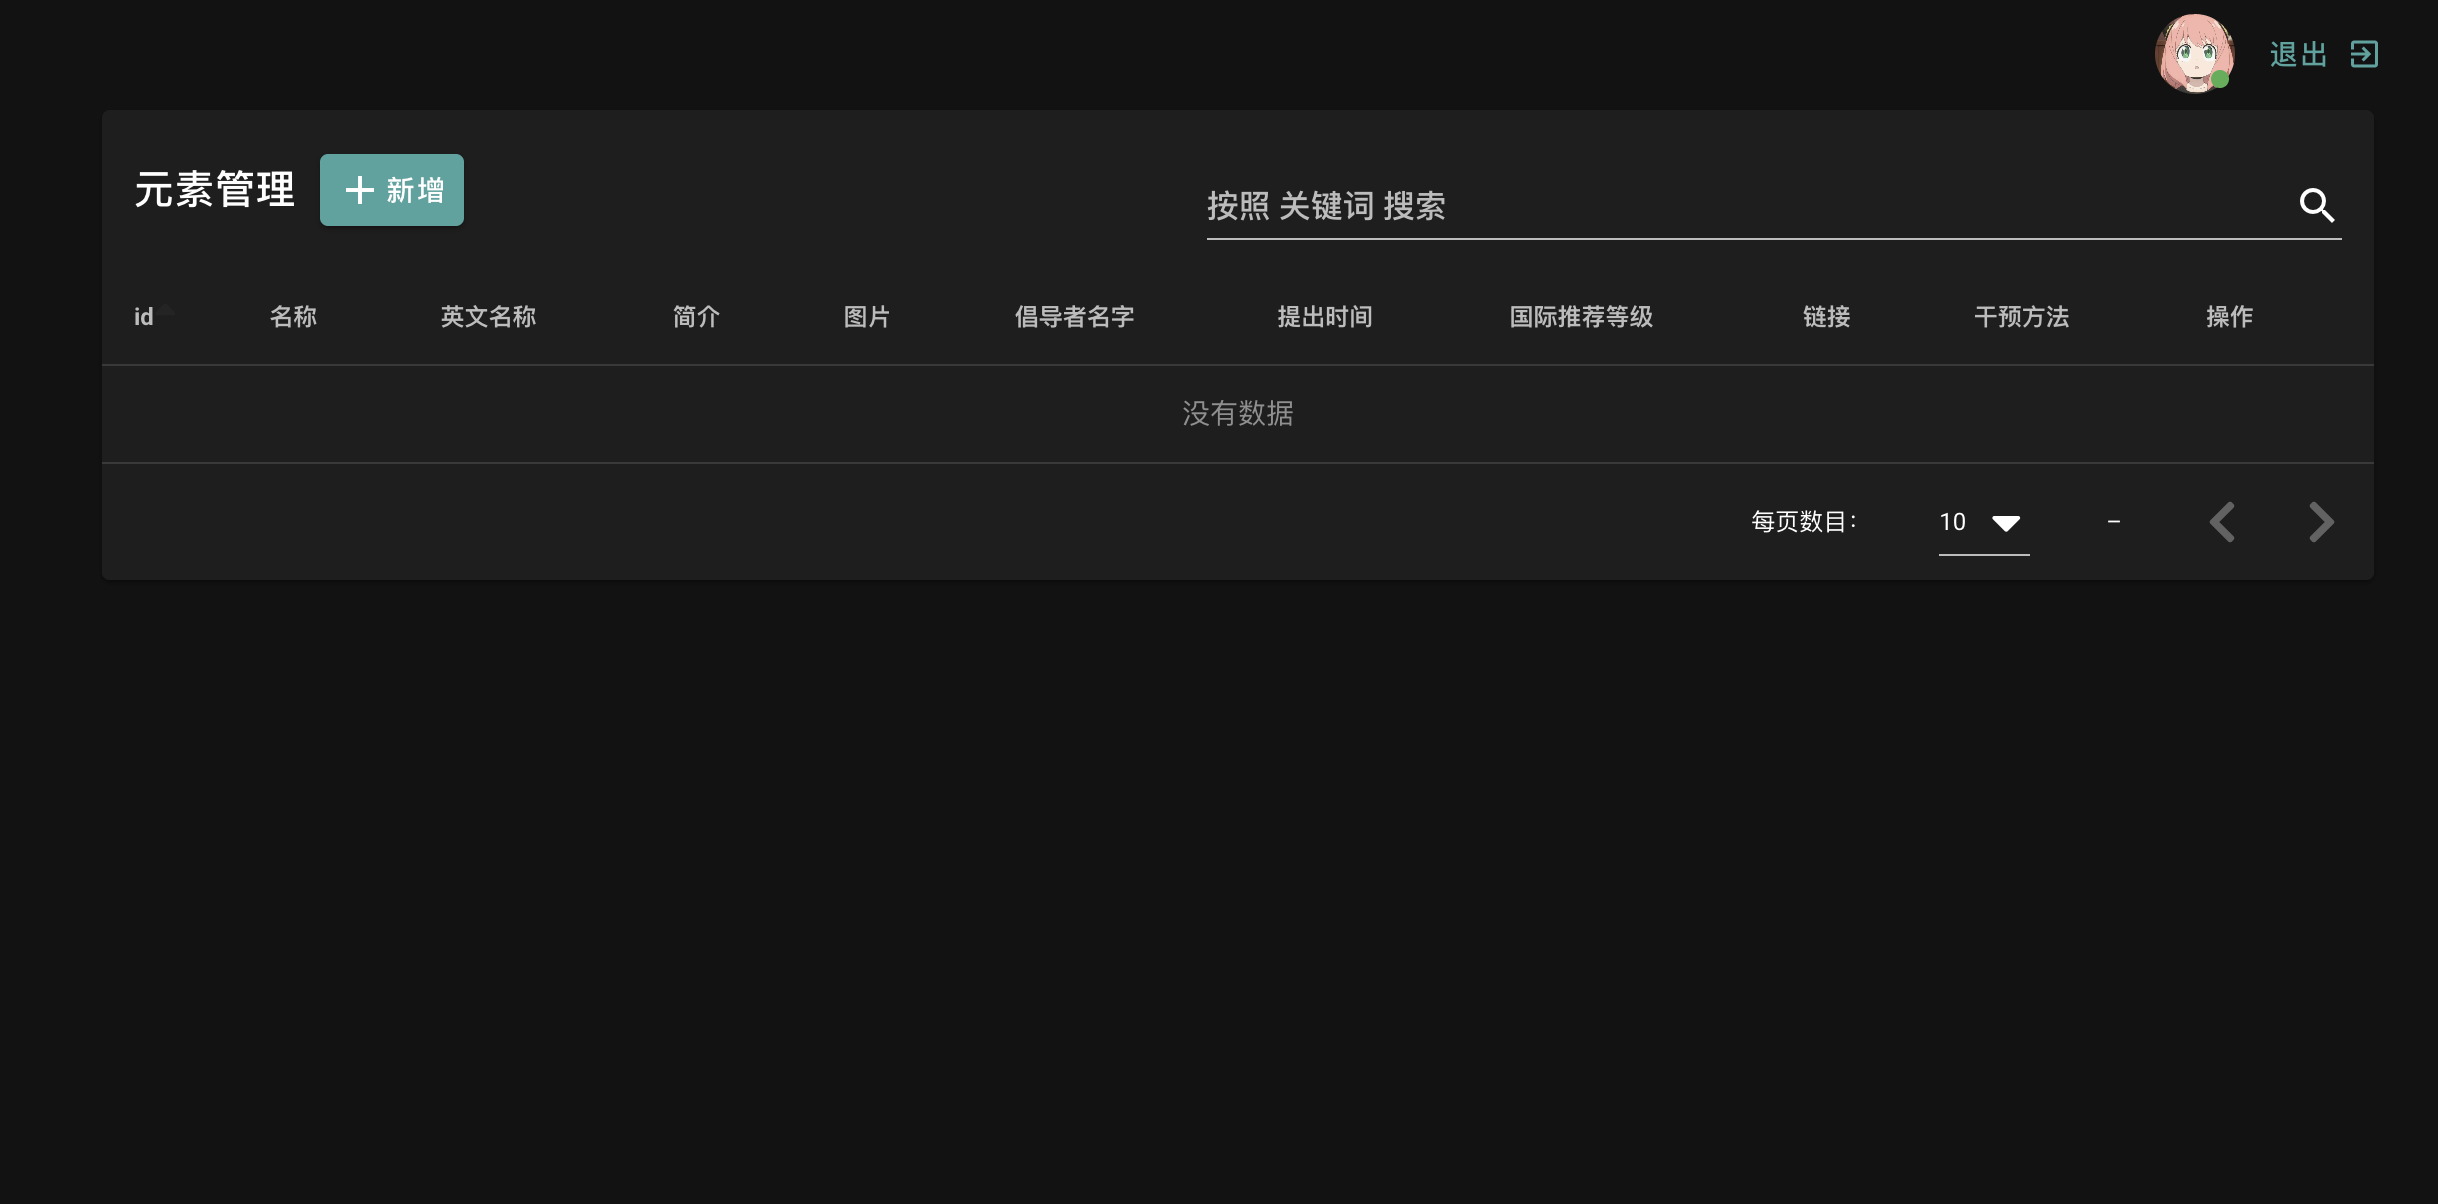 退出
元素管理 新增
按照 关键词 搜索
id 名称 英文名称 简介 图片 倡导者名字 提出时间 国际推荐等级 链接 干预方法 操作
没有数据
每页数目： 10 –